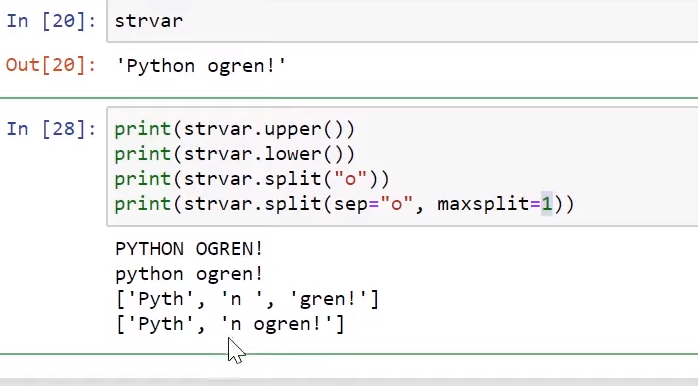 In [20]: strvar
Out[20]: 'Python ogren!'
In [28]: print(strvar.upper())
print(strvar.lower())
print(strvar.split("o"))
print(strvar.split(sep="o", maxsplit=1))
PYTHON OGREN!
python ogren!
['Pyth', 'n ', 'gren!']
['Pyth', 'n ogren!']